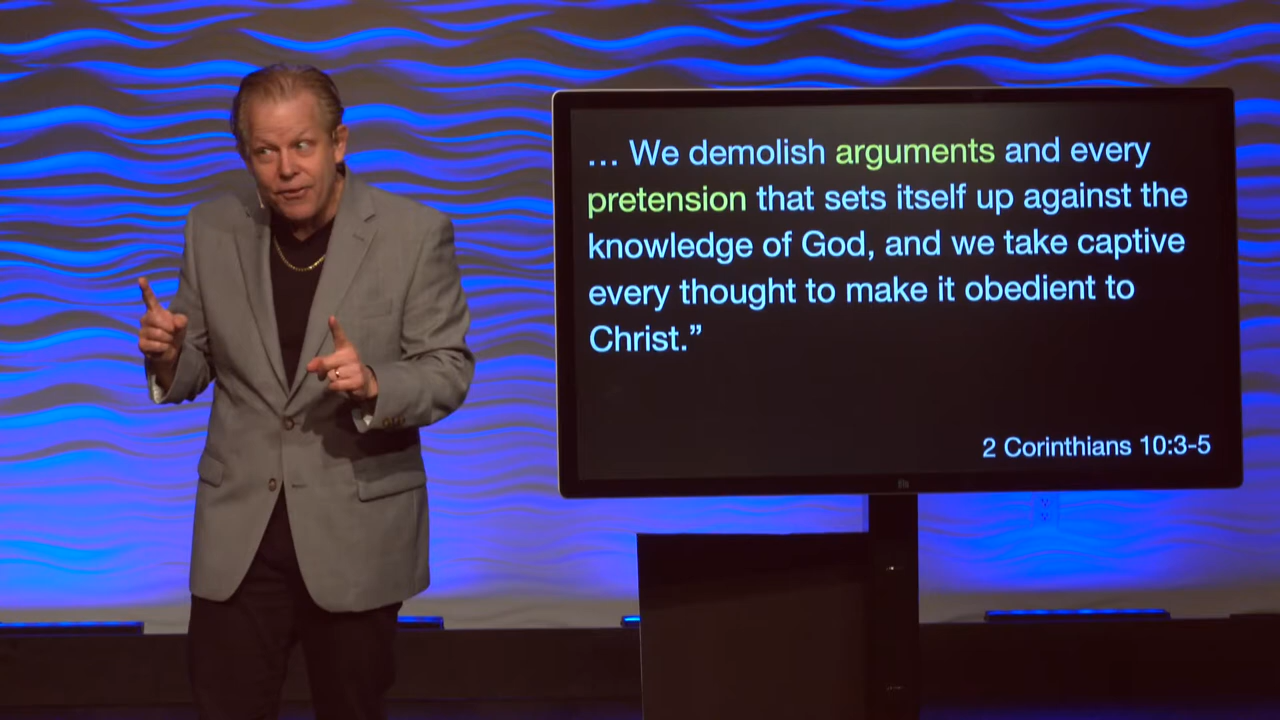 … We demolish arguments and every
pretension that sets itself up against the
knowledge of God, and we take captive
every thought to make it obedient to
Christ.”
2 Corinthians 10:3-5